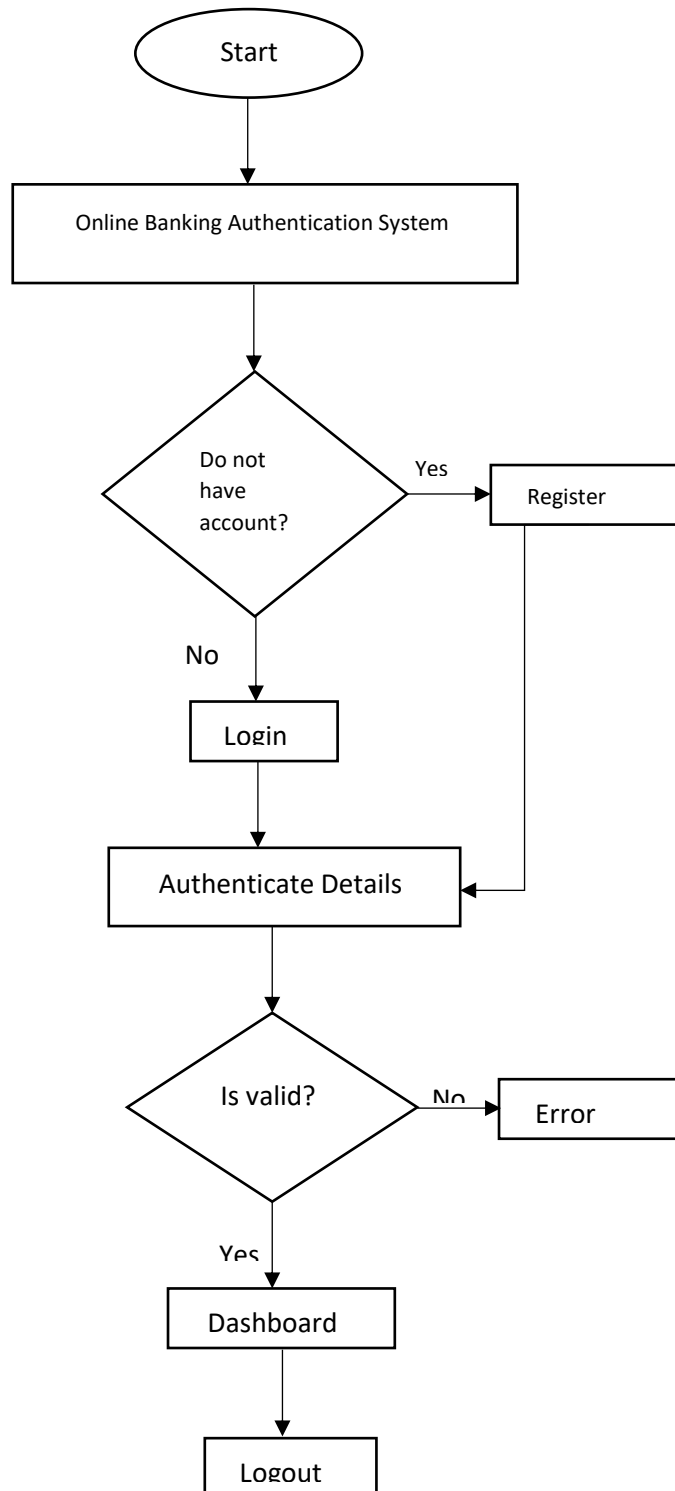 Start
Online Banking Authentication System
Do not
have
account?
Yes
Register
No
Login
Authenticate Details
Is valid?
No
Error
Yes
Dashboard
Logout